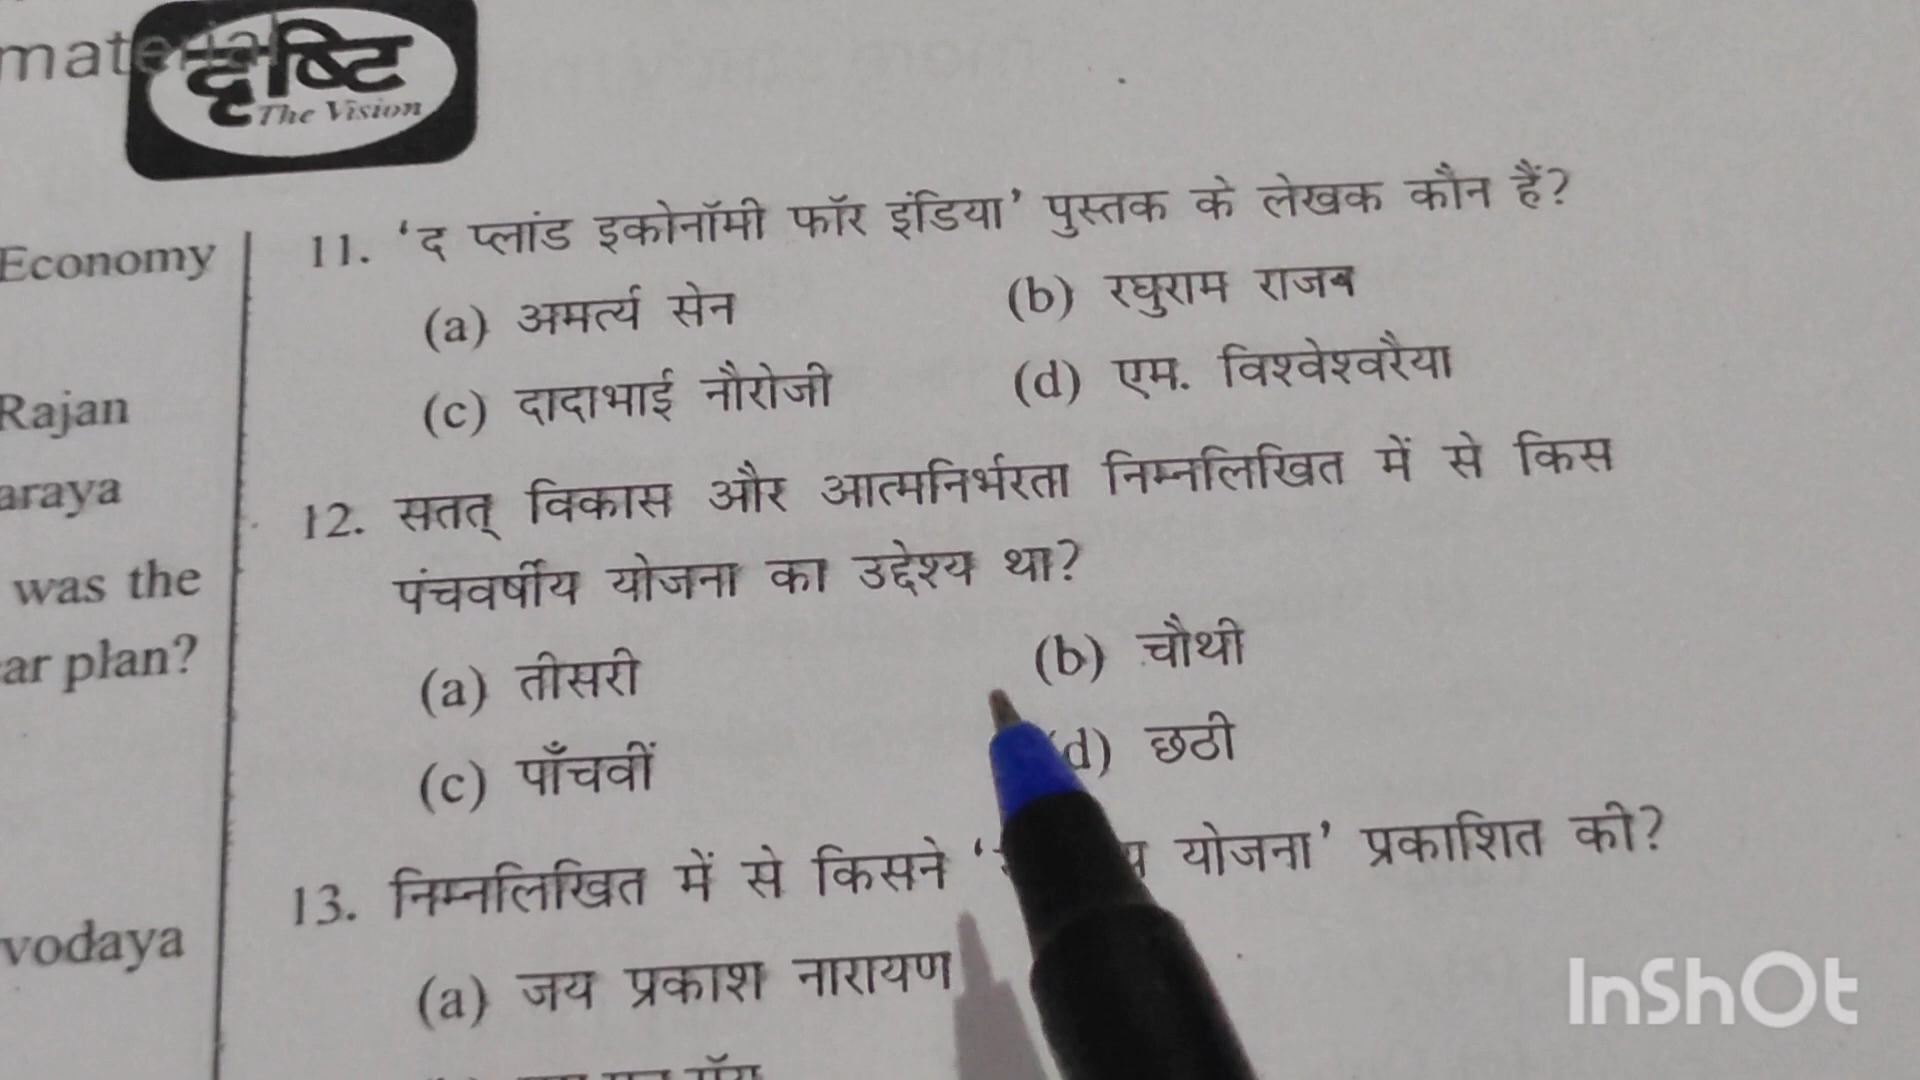 material
दृष्टि
The Vision
Economy
Rajan
araya
was the
ar plan?
vodaya
11. ‘द प्लांड इकोनॉमी फॉर इंडिया’ पुस्तक के लेखक कौन हैं?
(a) अमर्त्य सेन (b) रघुराम राजन
(c) दादाभाई नौरोजी (d) एम. विश्वेश्वरैया
12. सतत् विकास और आत्मनिर्भरता निम्नलिखित में से किस
पंचवर्षीय योजना का उद्देश्य था?
(a) तीसरी (b) चौथी
(c) पाँचवीं (d) छठी
13. निम्नलिखित में से किसने ‘ योजना’ प्रकाशित की?
(a) जय प्रकाश नारायण
InShOt